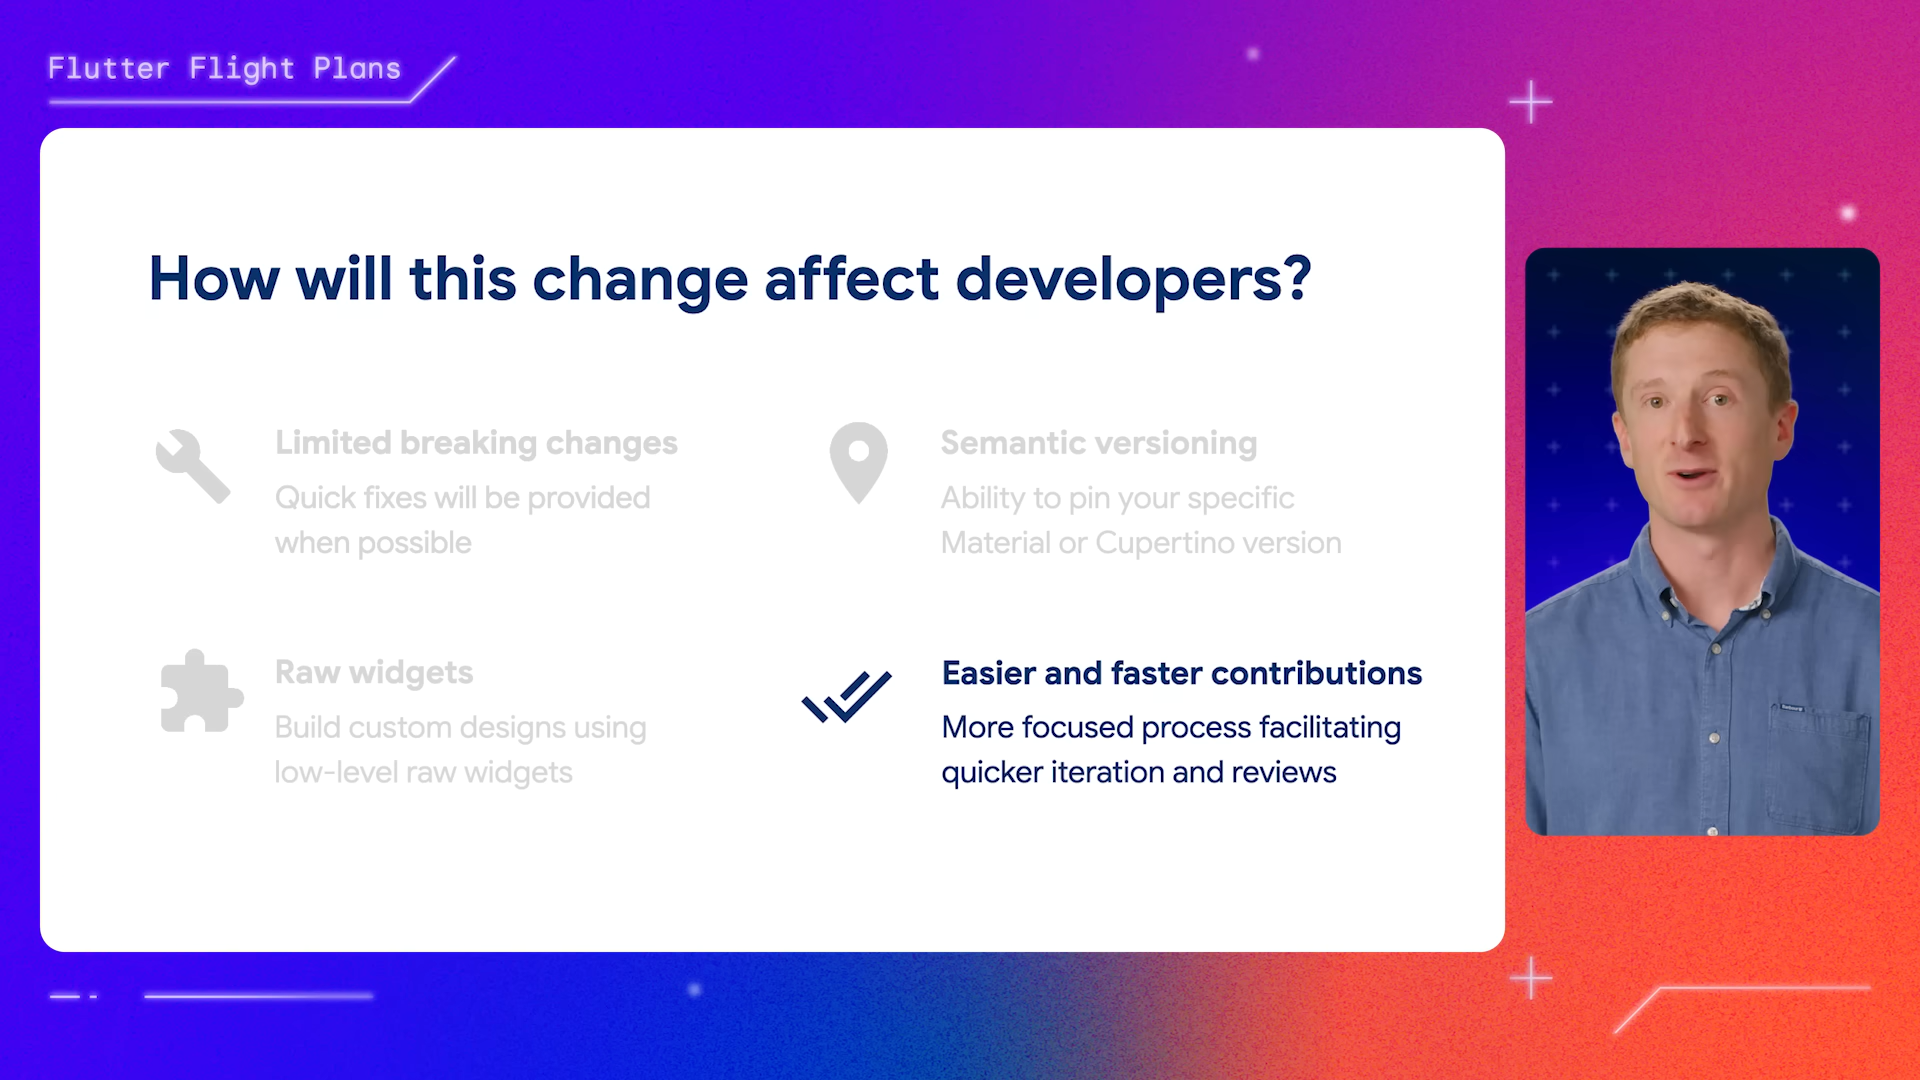 Flutter Flight Plans
How will this change affect developers?
Limited breaking changes
Quick fixes will be provided
when possible
Semantic versioning
Ability to pin your specific
Material or Cupertino version
Raw widgets
Build custom designs using
low-level raw widgets
Easier and faster contributions
More focused process facilitating
quicker iteration and reviews